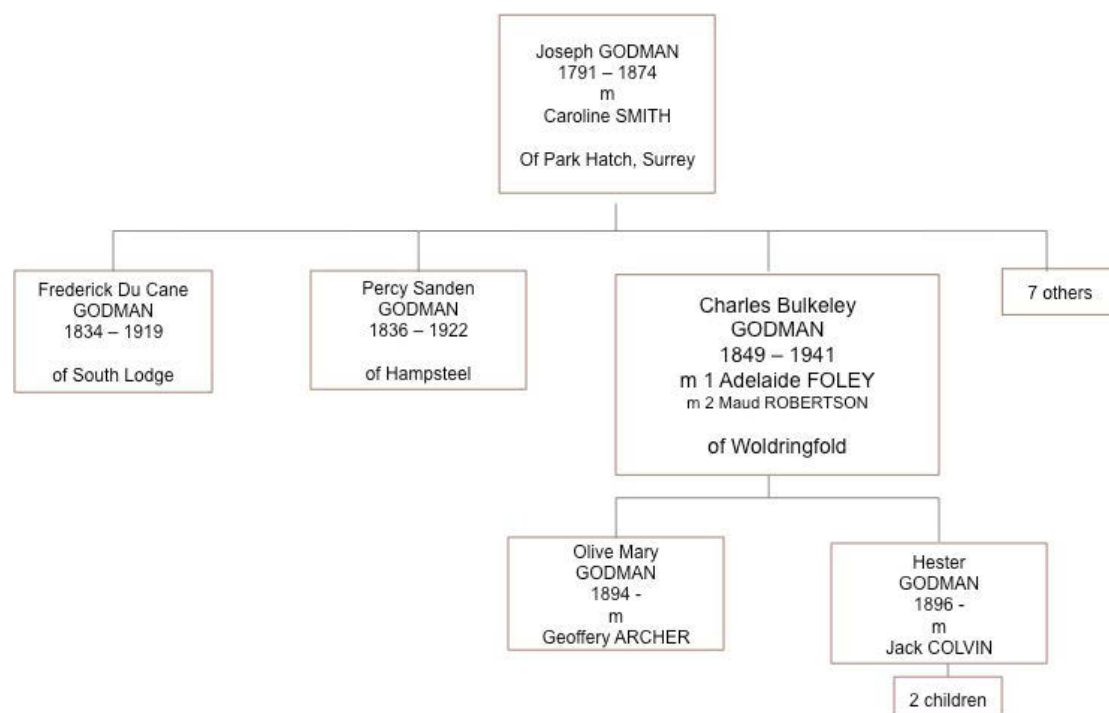 Joseph GODMAN
1791 – 1874
m
Caroline SMITH
Of Park Hatch, Surrey
Frederick Du Cane
GODMAN
1834 – 1919
of South Lodge
Percy Sanden
GODMAN
1836 – 1922
of Hampsteel
Charles Bulkeley
GODMAN
1849 – 1941
m 1 Adelaide FOLEY
m 2 Maud ROBERTSON
of Woldringfold
7 others
Olive Mary
GODMAN
1894 -
m
Geoffery ARCHER
Hester
GODMAN
1896 -
m
Jack COLVIN
2 children